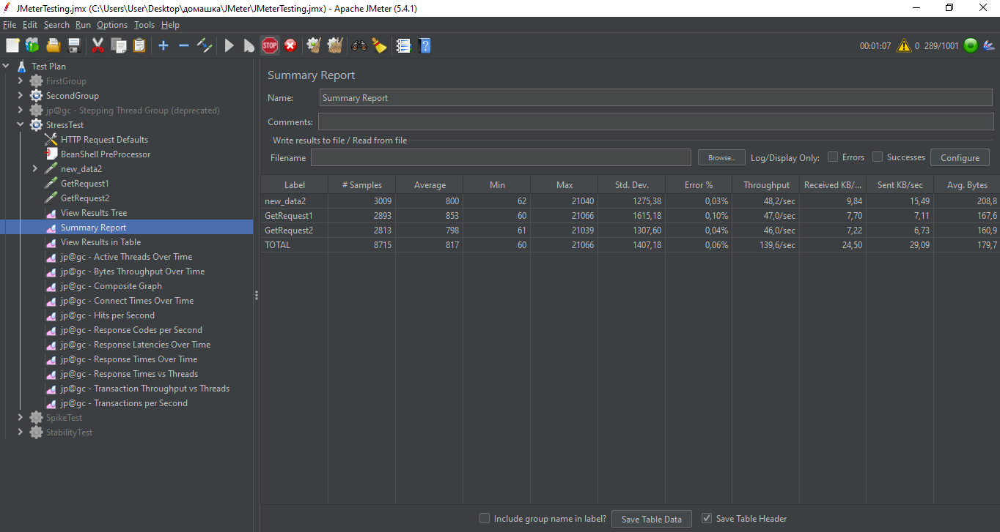 JMeterTesting.jmx (C:\Users\User\Desktop\домашка\JMeter\JMeterTesting.jmx) - Apache JMeter (5.4.1)
File Edit Search Run Options Tools Help
STOP
00:01:07 0 289/1001
Test Plan
FirstGroup
SecondGroup
jp@gc - Stepping Thread Group (deprecated)
StressTest
HTTP Request Defaults
BeanShell PreProcessor
new_data2
GetRequest1
GetRequest2
View Results Tree
Summary Report
View Results in Table
jp@gc - Active Threads Over Time
jp@gc - Bytes Throughput Over Time
jp@gc - Composite Graph
jp@gc - Connect Times Over Time
jp@gc - Hits per Second
jp@gc - Response Codes per Second
jp@gc - Response Latencies Over Time
jp@gc - Response Times Over Time
jp@gc - Response Times vs Threads
jp@gc - Transaction Throughput vs Threads
jp@gc - Transactions per Second
SpikeTest
StabilityTest
Summary Report
Name: Summary Report
Comments:
Write results to file / Read from file
Filename Browse... Log/Display Only: Errors Successes Configure
Label # Samples Average Min Max Std. Dev. Error % Throughput Received KB/... Sent KB/sec Avg. Bytes
new_data2 3009 800 62 21040 1275,38 0,03% 48,2/sec 9,84 15,49 208,8
GetRequest1 2893 853 60 21066 1615,18 0,10% 47,0/sec 7,70 7,11 167,6
GetRequest2 2813 798 61 21039 1307,60 0,04% 46,0/sec 7,22 6,73 160,9
TOTAL 8715 817 60 21066 1407,18 0,06% 139,6/sec 24,50 29,09 179,7
Include group name in label? Save Table Data Save Table Header